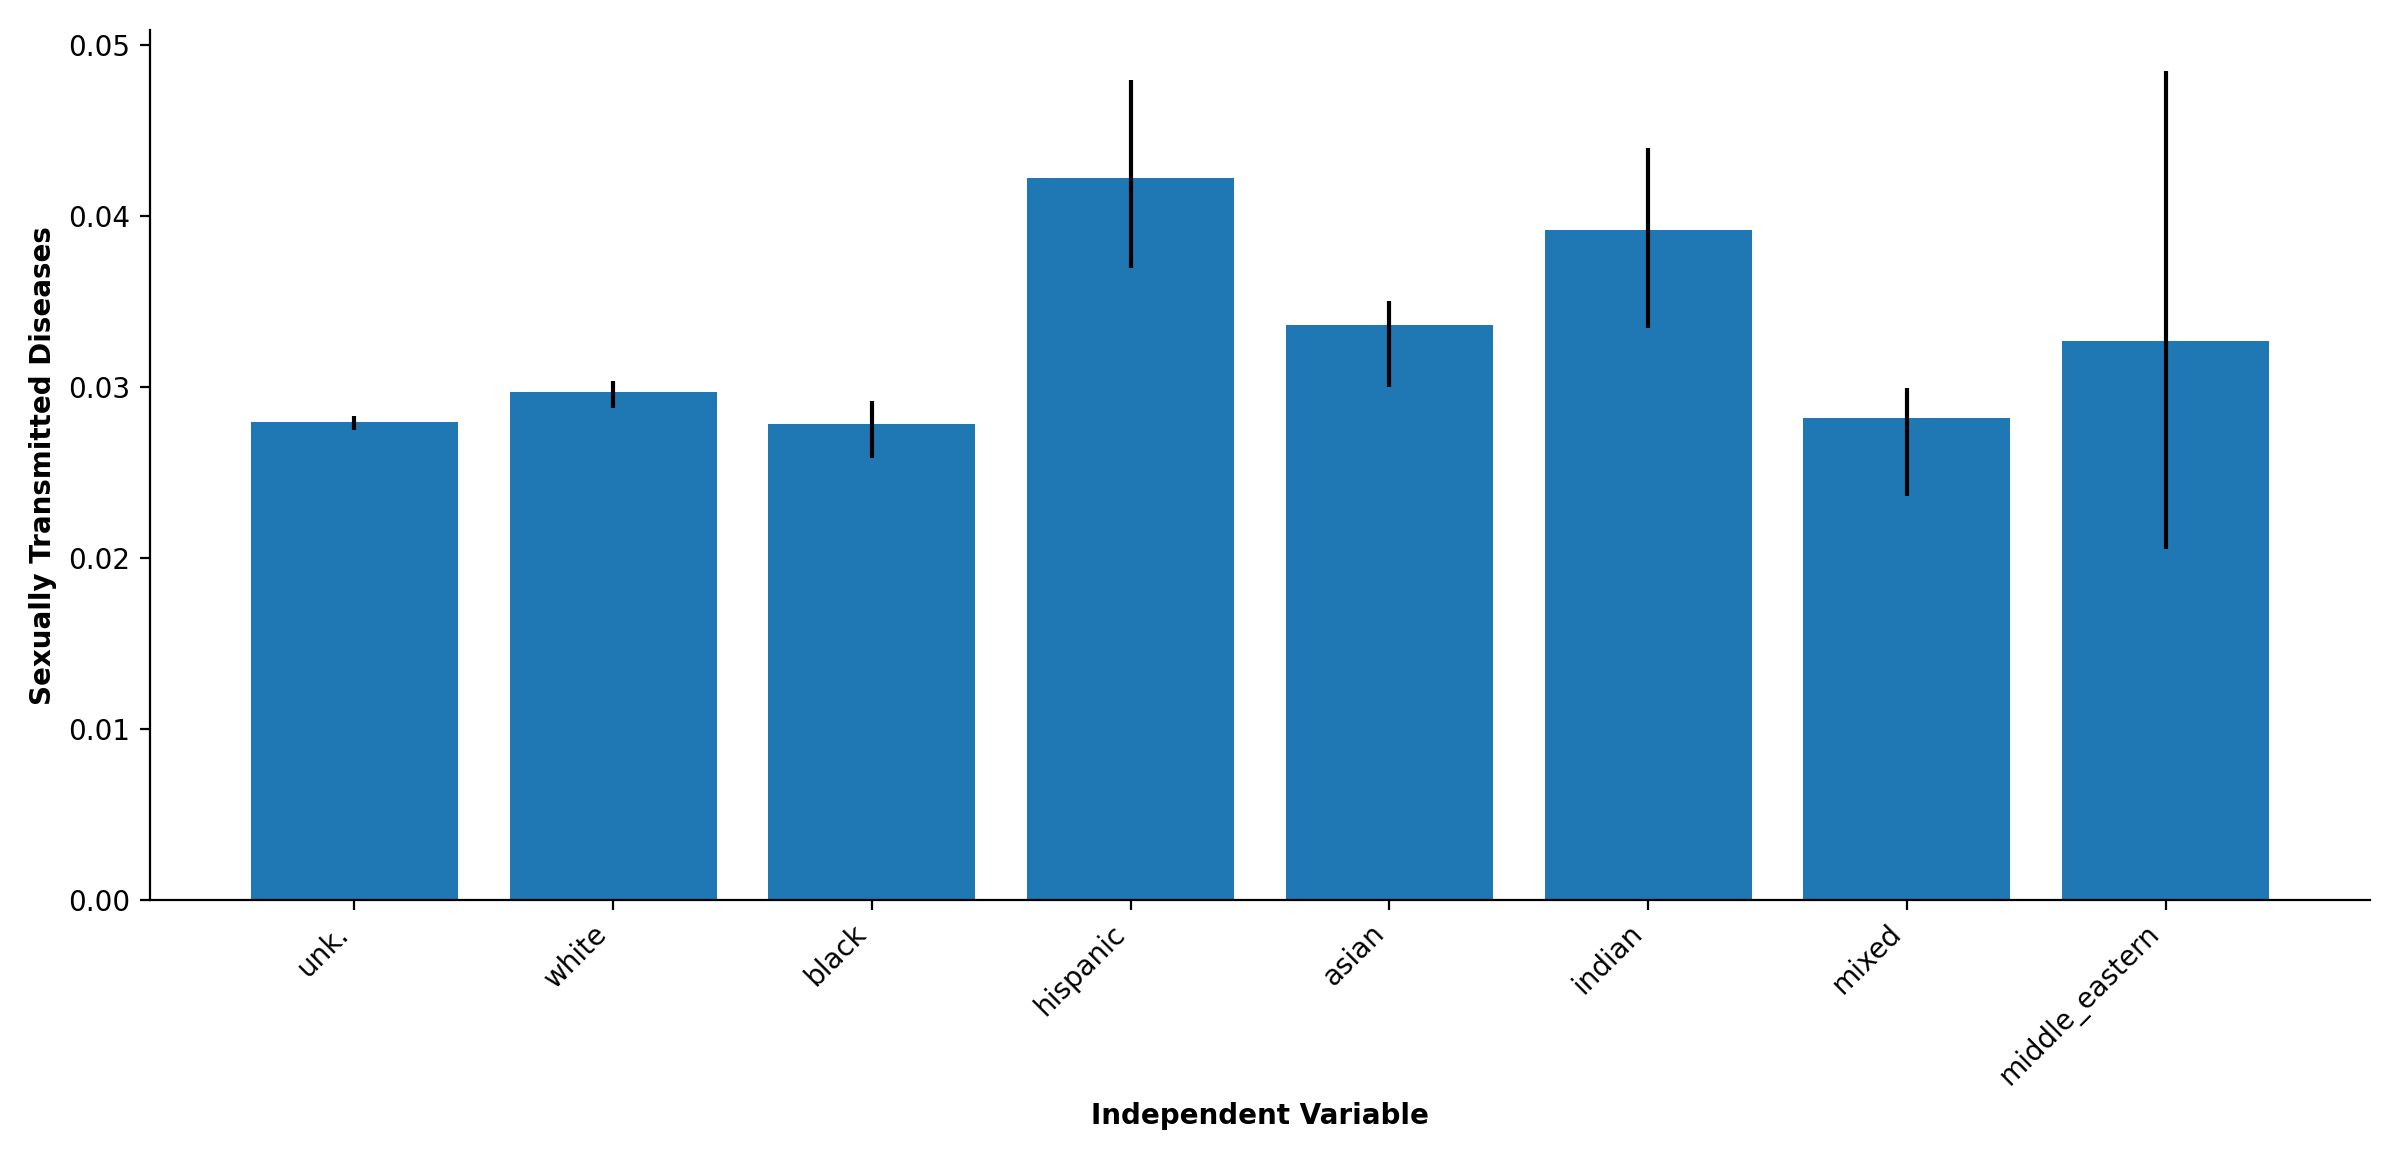 Sexually Transmitted Diseases
0.05
0.04
0.03
0.02
0.01
0.00
unk.
white
black
hispanic
asian
indian
mixed
middle_eastern
Independent Variable